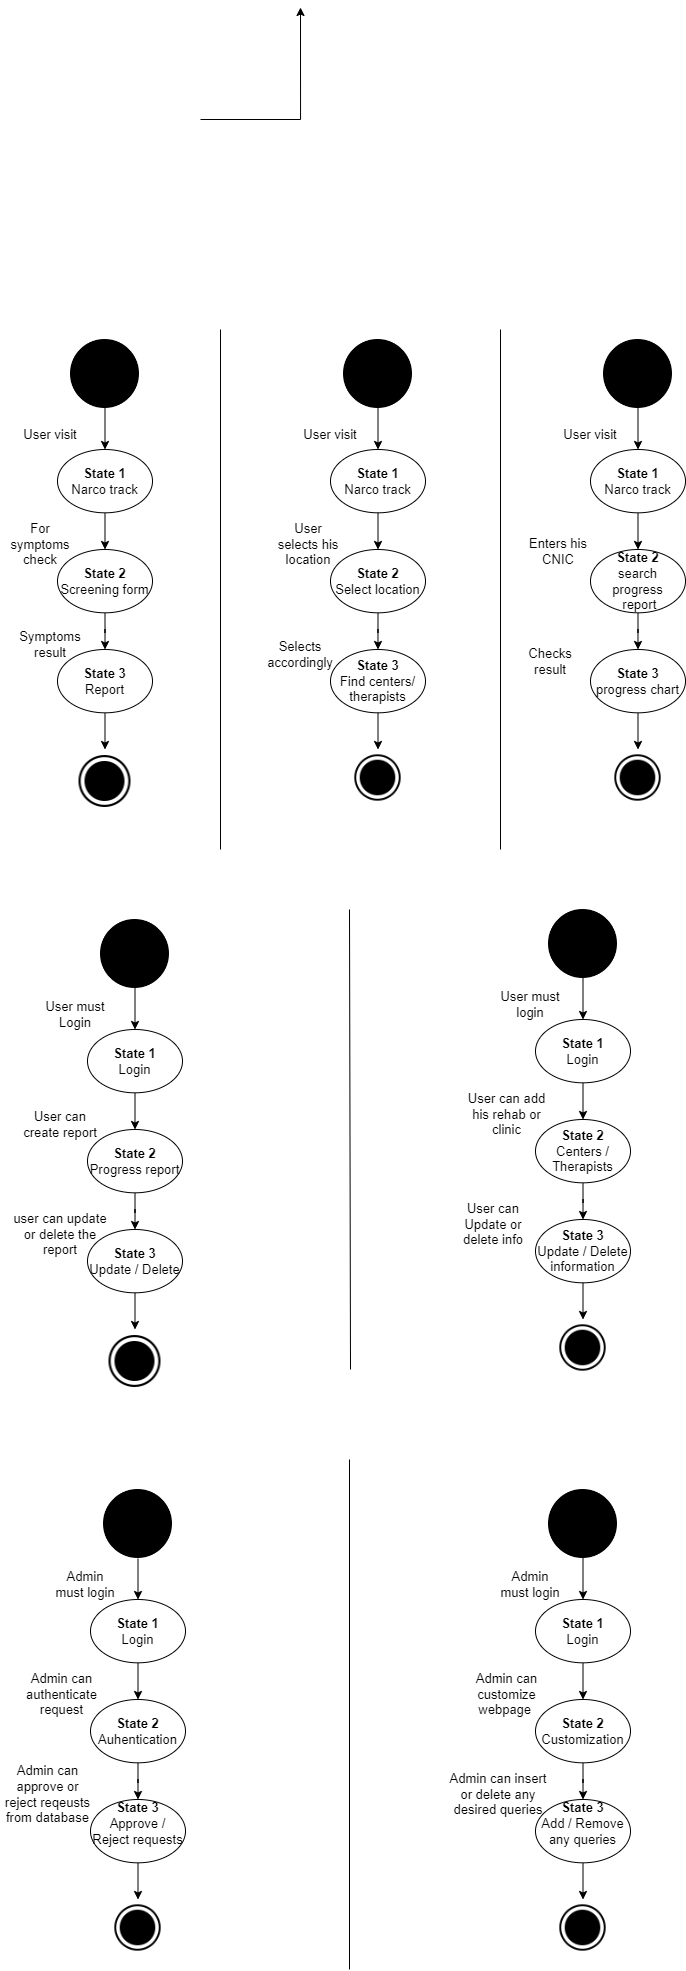 User visit
State 1
Narco track
For
symptoms
check
State 2
Screening form
Symptoms
result
State 3
Report
User visit
State 1
Narco track
User
selects his
location
State 2
Select location
Selects
accordingly
State 3
Find centers/
therapists
User visit
State 1
Narco track
Enters his
CNIC
State 2
search
progress
report
Checks
result
State 3
progress chart
User must
Login
State 1
Login
User can
create report
State 2
Progress report
user can update
or delete the
report
State 3
Update / Delete
User must
login
State 1
Login
User can add
his rehab or
clinic
State 2
Centers /
Therapists
User can
Update or
delete info
State 3
Update / Delete
information
Admin
must login
State 1
Login
Admin can
authenticate
request
State 2
Auhentication
Admin can
approve or
reject reqeusts
from database
State 3
Approve /
Reject requests
Admin
must login
State 1
Login
Admin can
customize
webpage
State 2
Customization
Admin can insert
or delete any
desired queries
State 3
Add / Remove
any queries